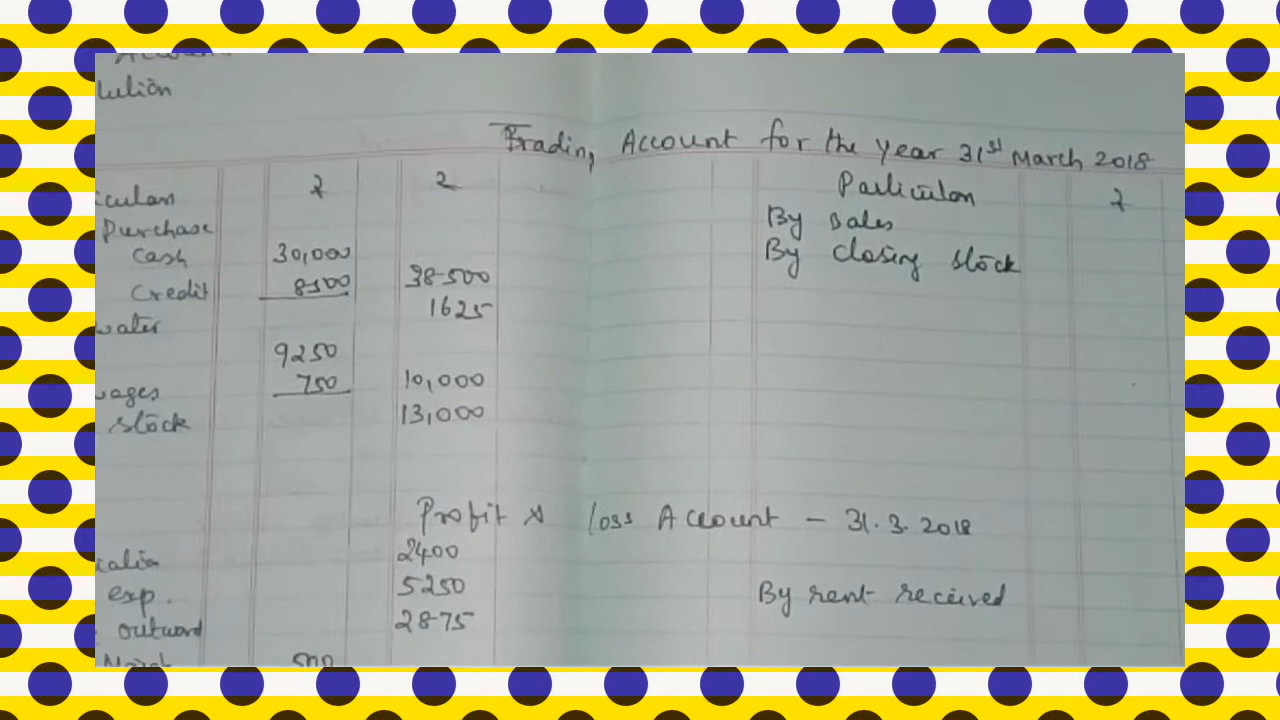 lution
Trading Account for the year 31st March 2018
iculars ₹ ₹ Particulars ₹
Purchase By sales
Cash 30,000 By closing stock
Credit 8500 38500
water 1625
9250
wages 750 10,000
stock 13,000
Profit & loss Account – 31.3.2018
2400
exp. 5250 By rent received
outward 2875
500